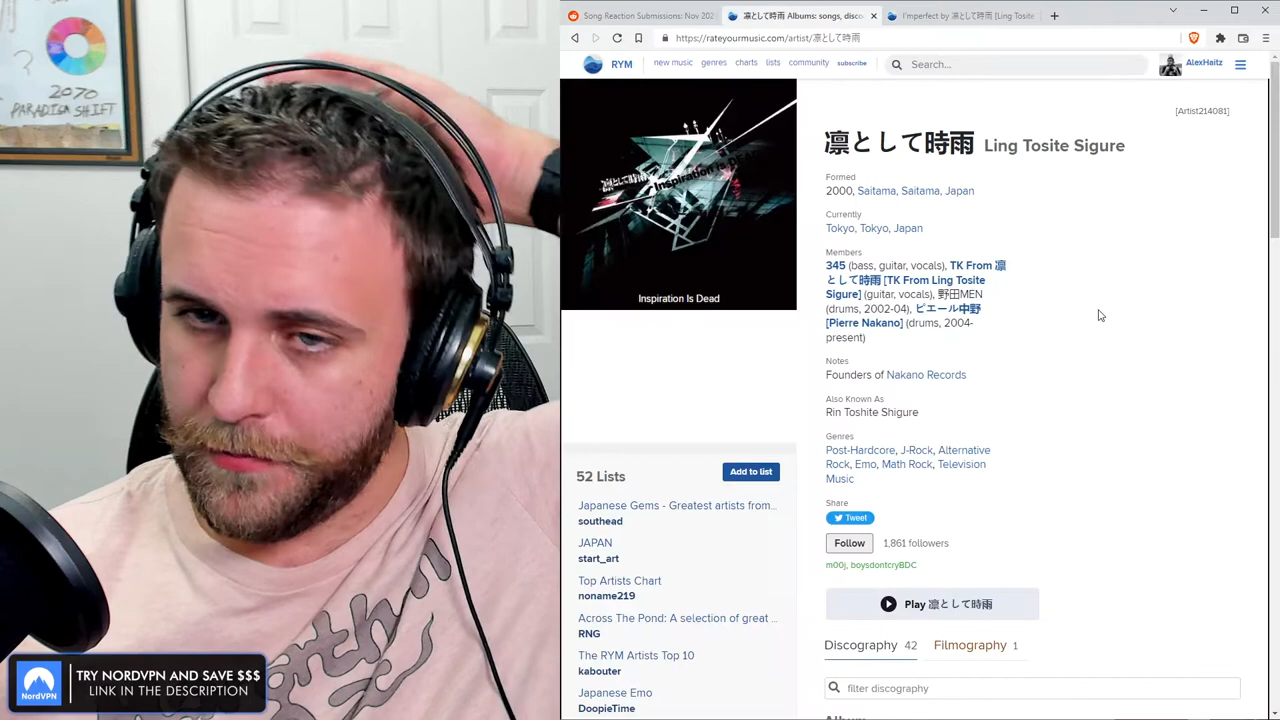 2070
PARADIGM SHIFT
TRY NORDVPN AND SAVE $$$
LINK IN THE DESCRIPTION
NordVPN
Song Reaction Submissions: Nov 202
凛として時雨 Albums: songs, disco
I'mperfect by 凛として時雨 [Ling Tosite
https://rateyourmusic.com/artist/凛として時雨
RYM
new music genres charts lists community subscribe
Search...
AlexHaitz
Inspiration is DEAD
Inspiration Is Dead
[Artist214081]
凛として時雨 Ling Tosite Sigure
Formed
2000, Saitama, Saitama, Japan
Currently
Tokyo, Tokyo, Japan
Members
345 (bass, guitar, vocals), TK From 凛
として時雨 [TK From Ling Tosite
Sigure] (guitar, vocals), 野田MEN
(drums, 2002-04), ピエール中野
[Pierre Nakano] (drums, 2004-
present)
Notes
Founders of Nakano Records
Also Known As
Rin Toshite Shigure
Genres
Post-Hardcore, J-Rock, Alternative
Rock, Emo, Math Rock, Television
Music
Share
Tweet
Follow 1,861 followers
m00j, boysdontcryBDC
Play 凛として時雨
Discography 42 Filmography 1
filter discography
52 Lists
Add to list
Japanese Gems - Greatest artists from...
southead
JAPAN
start_art
Top Artists Chart
noname219
Across The Pond: A selection of great ...
RNG
The RYM Artists Top 10
kabouter
Japanese Emo
DoopieTime